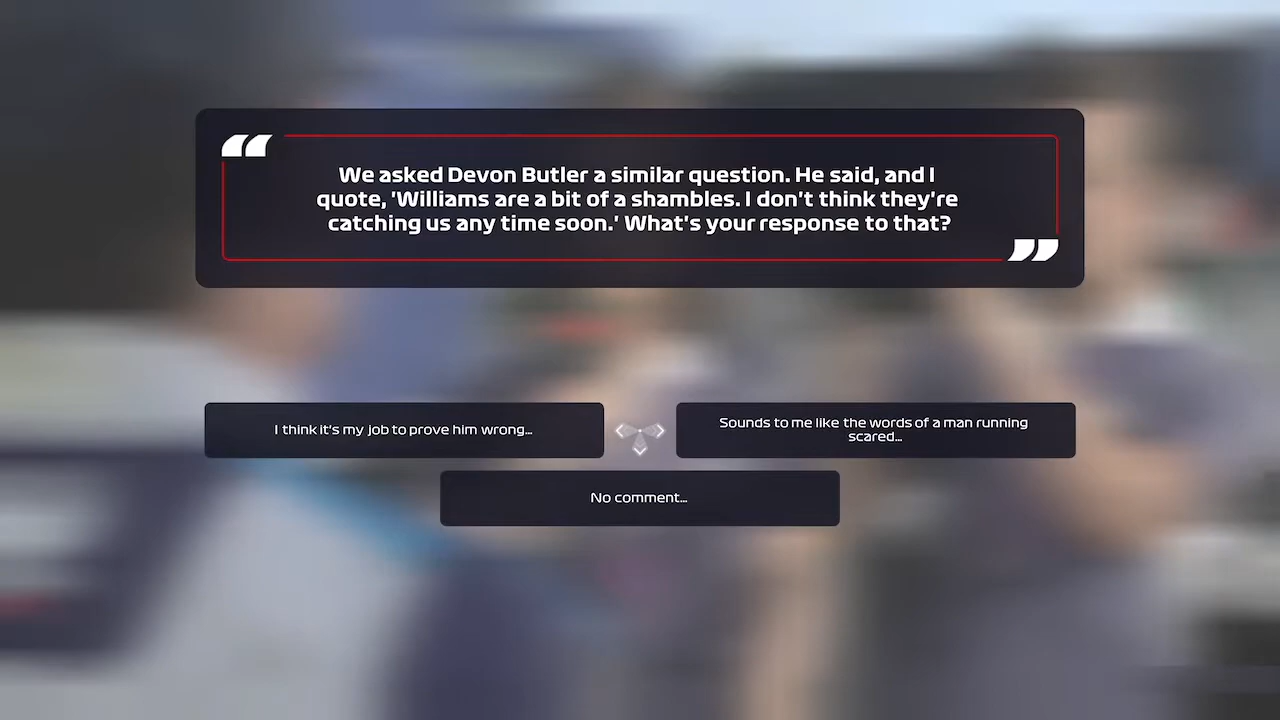 We asked Devon Butler a similar question. He said, and I
quote, 'Williams are a bit of a shambles. I don't think they're
catching us any time soon.' What's your response to that?
I think it's my job to prove him wrong...
Sounds to me like the words of a man running
scared...
No comment...